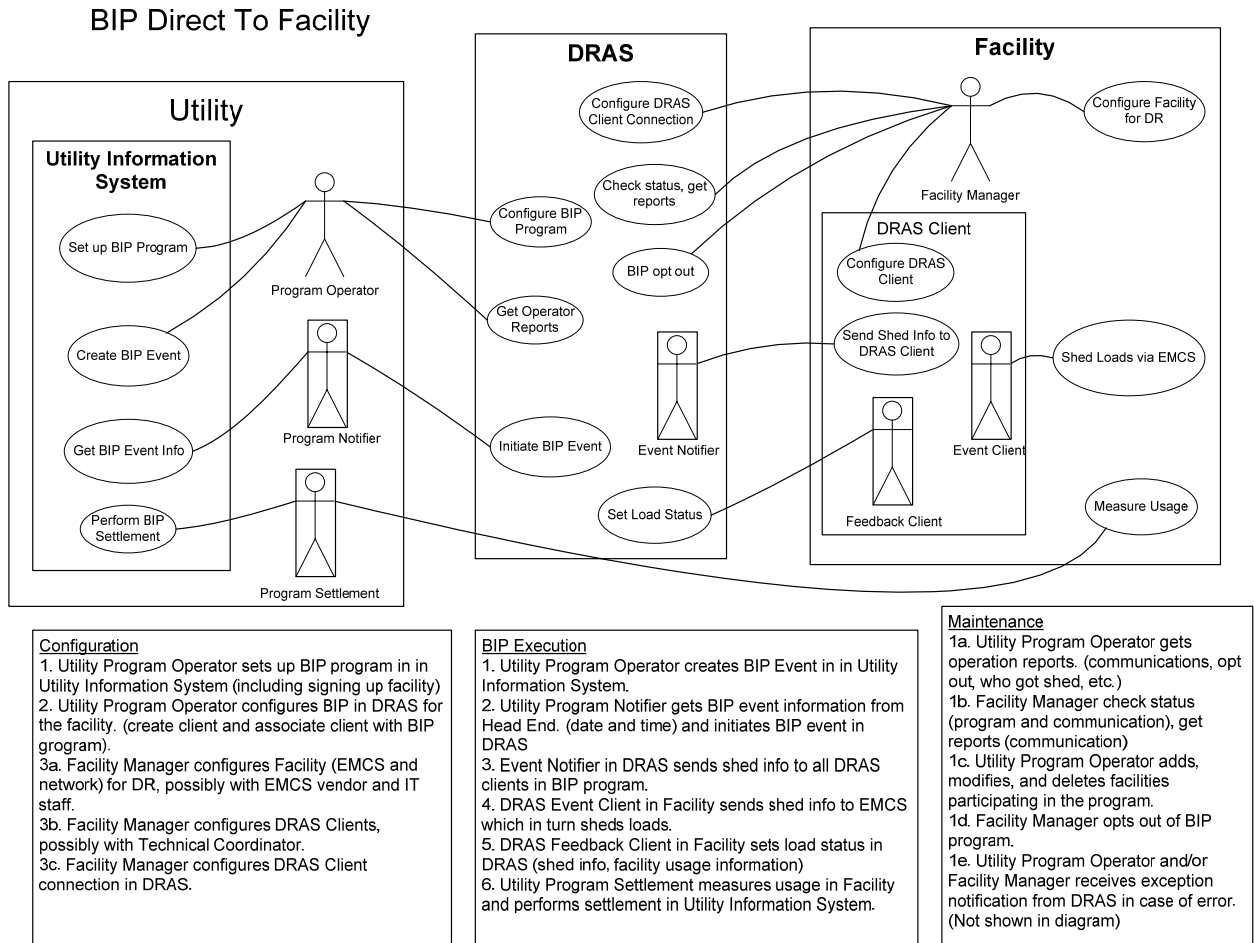 BIP Direct To Facility
Utility
Utility Information
System
Set up BIP Program
Create BIP Event
Get BIP Event Info
Perform BIP
Settlement
Program Operator
Program Notifier
Program Settlement
DRAS
Configure DRAS
Client Connection
Check status, get
reports
Configure BIP
Program
BIP opt out
Get Operator
Reports
Initiate BIP Event
Event Notifier
Set Load Status
Facility
Configure Facility
for DR
Facility Manager
DRAS Client
Configure DRAS
Client
Send Shed Info to
DRAS Client
Shed Loads via EMCS
Event Client
Feedback Client
Measure Usage
Configuration
1. Utility Program Operator sets up BIP program in in
Utility Information System (including signing up facility)
2. Utility Program Operator configures BIP in DRAS for
the facility. (create client and associate client with BIP
grogram).
3a. Facility Manager configures Facility (EMCS and
network) for DR, possibly with EMCS vendor and IT
staff.
3b. Facility Manager configures DRAS Clients,
possibly with Technical Coordinator.
3c. Facility Manager configures DRAS Client
connection in DRAS.
BIP Execution
1. Utility Program Operator creates BIP Event in in Utility
Information System.
2. Utility Program Notifier gets BIP event information from
Head End. (date and time) and initiates BIP event in
DRAS
3. Event Notifier in DRAS sends shed info to all DRAS
clients in BIP program.
4. DRAS Event Client in Facility sends shed info to EMCS
which in turn sheds loads.
5. DRAS Feedback Client in Facility sets load status in
DRAS (shed info, facility usage information)
6. Utility Program Settlement measures usage in Facility
and performs settlement in Utility Information System.
Maintenance
1a. Utility Program Operator gets
operation reports. (communications, opt
out, who got shed, etc.)
1b. Facility Manager check status
(program and communication), get
reports (communication)
1c. Utility Program Operator adds,
modifies, and deletes facilities
participating in the program.
1d. Facility Manager opts out of BIP
program.
1e. Utility Program Operator and/or
Facility Manager receives exception
notification from DRAS in case of error.
(Not shown in diagram)